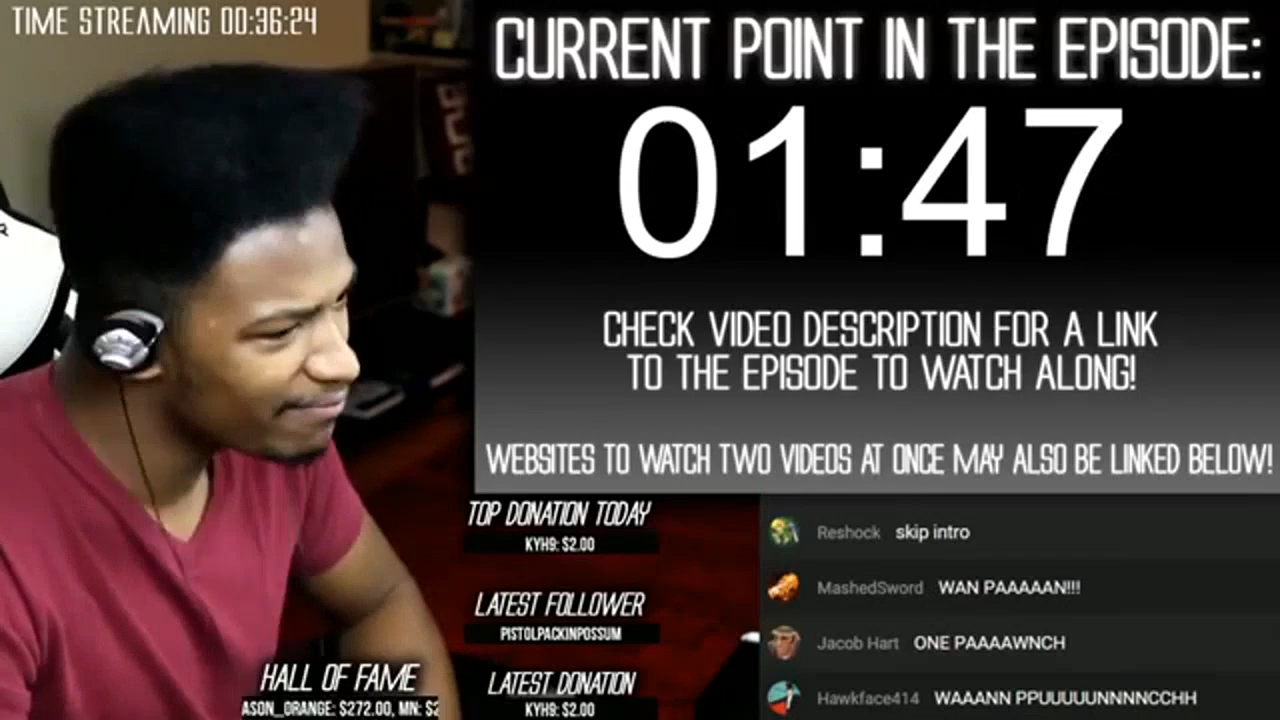 TIME STREAMING 00:36:24
CURRENT POINT IN THE EPISODE:
01:47
CHECK VIDEO DESCRIPTION FOR A LINK
TO THE EPISODE TO WATCH ALONG!
WEBSITES TO WATCH TWO VIDEOS AT ONCE MAY ALSO BE LINKED BELOW!
TOP DONATION TODAY
KYH9: $2.00
LATEST FOLLOWER
PISTOLPACKINPOSSUM
LATEST DONATION
KYH9: $2.00
HALL OF FAME
ASON_ORANGE: $272.00, MN: $2
Reshock skip intro
MashedSword WAN PAAAAAN!!!
Jacob Hart ONE PAAAAWNCH
Hawkface414 WAAANN PPUUUUUNNNNCCHH